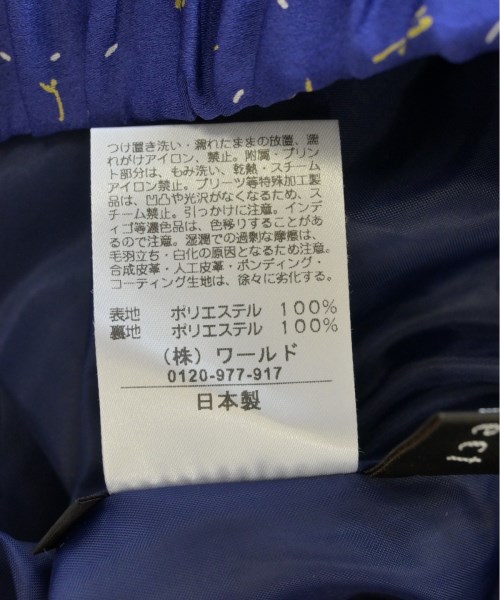 つけ置き洗い・濡れたままの放置、濡
れがけアイロン、禁止。附属・プリン
ト部分は、もみ洗い、乾熱・スチーム
アイロン禁止。プリーツ等特殊加工製
品は、凹凸や光沢がなくなるため、ス
チーム禁止。引っかけに注意。インデ
ィゴ等濃色品は、色移りすることがあ
るので注意。湿潤での過剰な摩擦は、
毛羽立ち・白化の原因となるため注意。
合成皮革・人工皮革・ボンディング・
コーティング生地は、徐々に劣化する。
表地 ポリエステル 100%
裏地 ポリエステル 100%
(株) ワールド
0120-977-917
日本製